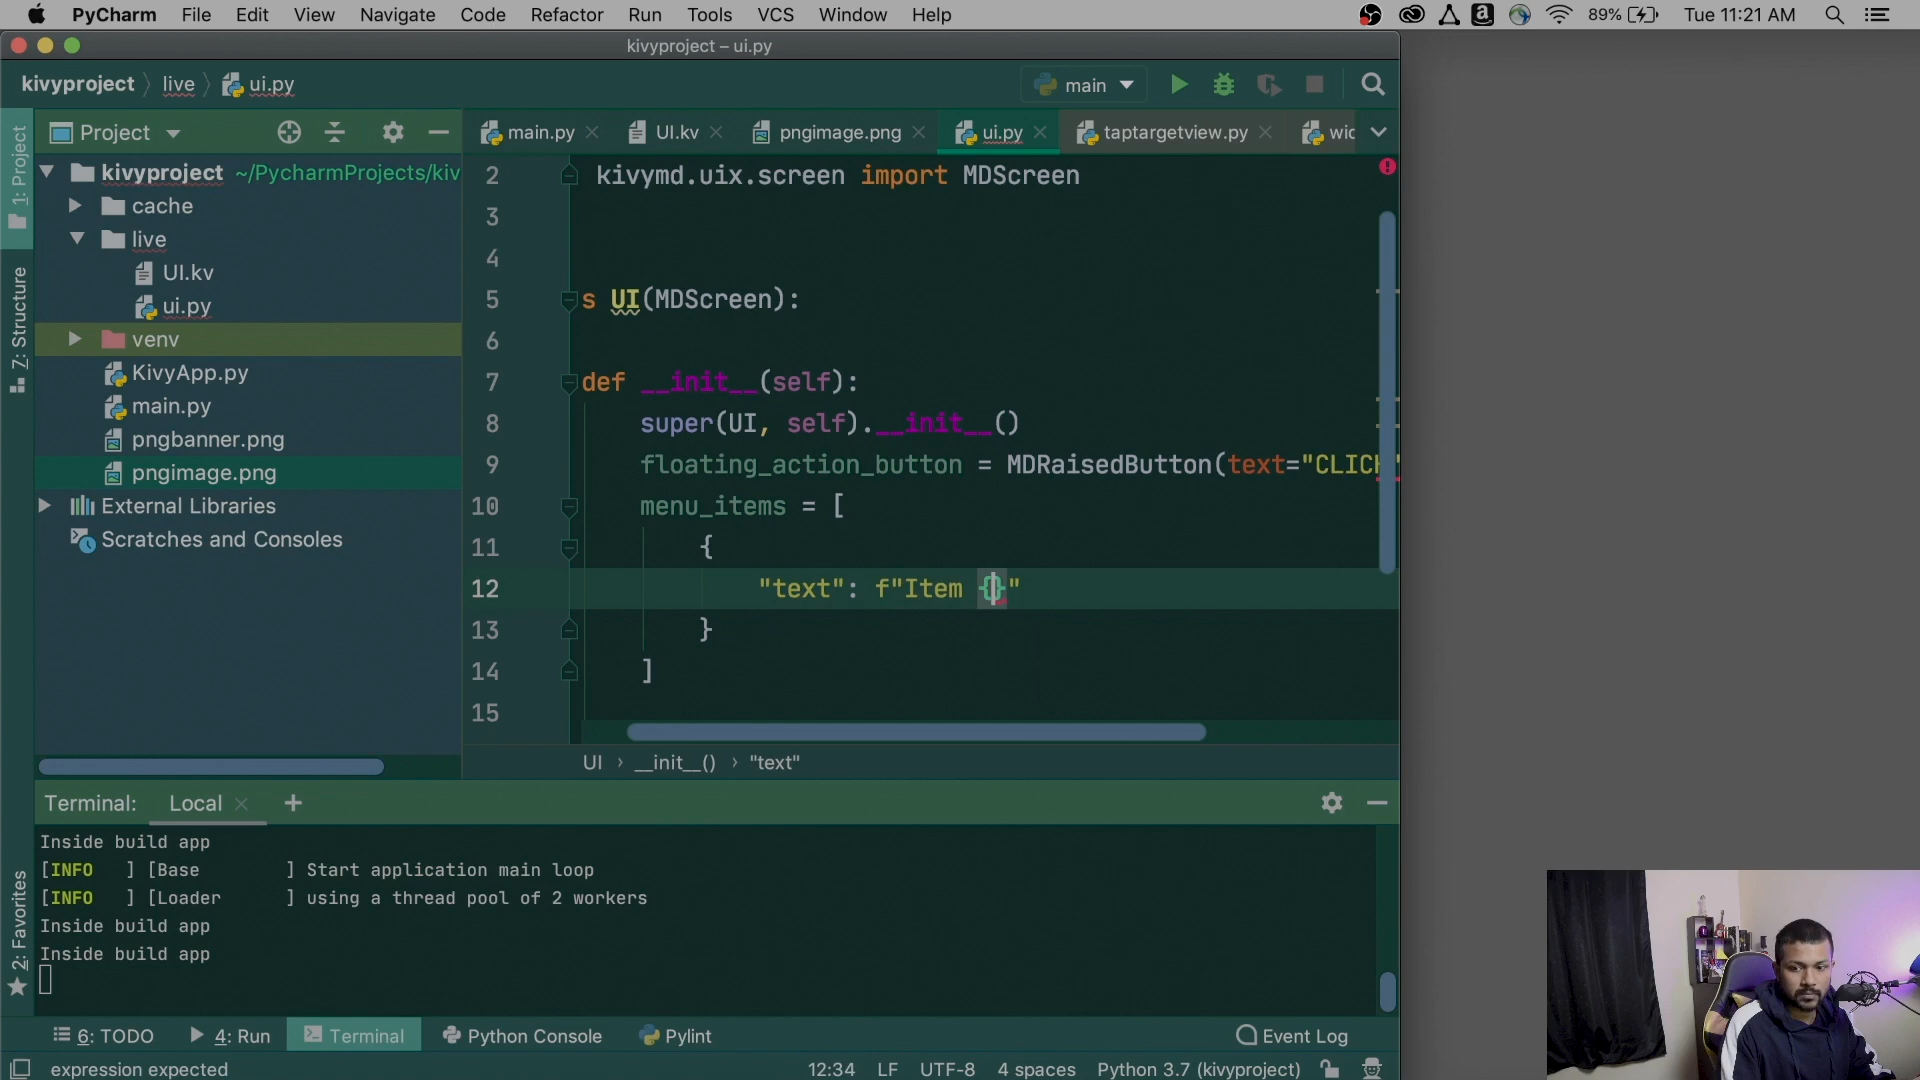 PyCharm File Edit View Navigate Code Refactor Run Tools VCS Window Help 89% Tue 11:21 AM
kivyproject – ui.py
kivyproject live ui.py main
1: Project
Project
main.py UI.kv pngimage.png ui.py taptargetview.py wic
kivyproject ~/PycharmProjects/kiv
cache
live
UI.kv
ui.py
venv
KivyApp.py
main.py
pngbanner.png
pngimage.png
External Libraries
Scratches and Consoles
Z: Structure
2 kivymd.uix.screen import MDScreen
3
4
5 s UI(MDScreen):
6
7 def __init__(self):
8 super(UI, self).__init__()
9 floating_action_button = MDRaisedButton(text="CLICK"
10 menu_items = [
11 {
12 "text": f"Item {}"
13 }
14 ]
15
UI › __init__() › "text"
Terminal: Local +
Inside build app
[INFO ] [Base ] Start application main loop
[INFO ] [Loader ] using a thread pool of 2 workers
Inside build app
Inside build app
2: Favorites
6: TODO 4: Run Terminal Python Console Pylint Event Log
expression expected 12:34 LF UTF-8 4 spaces Python 3.7 (kivyproject)